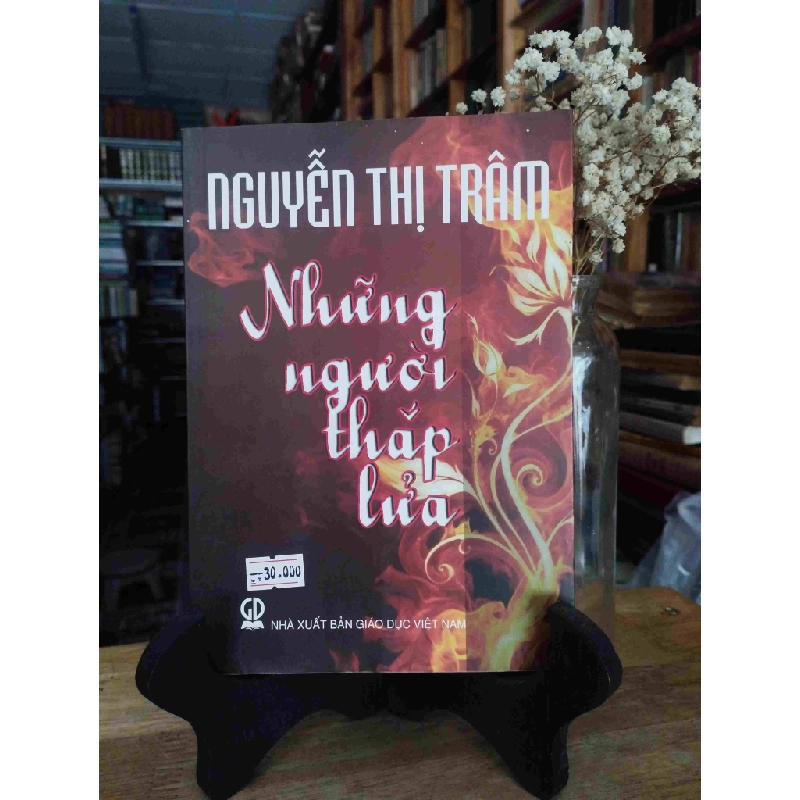 NGUYỄN THỊ TRÂM
Những
người
thắp
lửa
30.000
GD
NHÀ XUẤT BẢN GIÁO DỤC VIỆT NAM